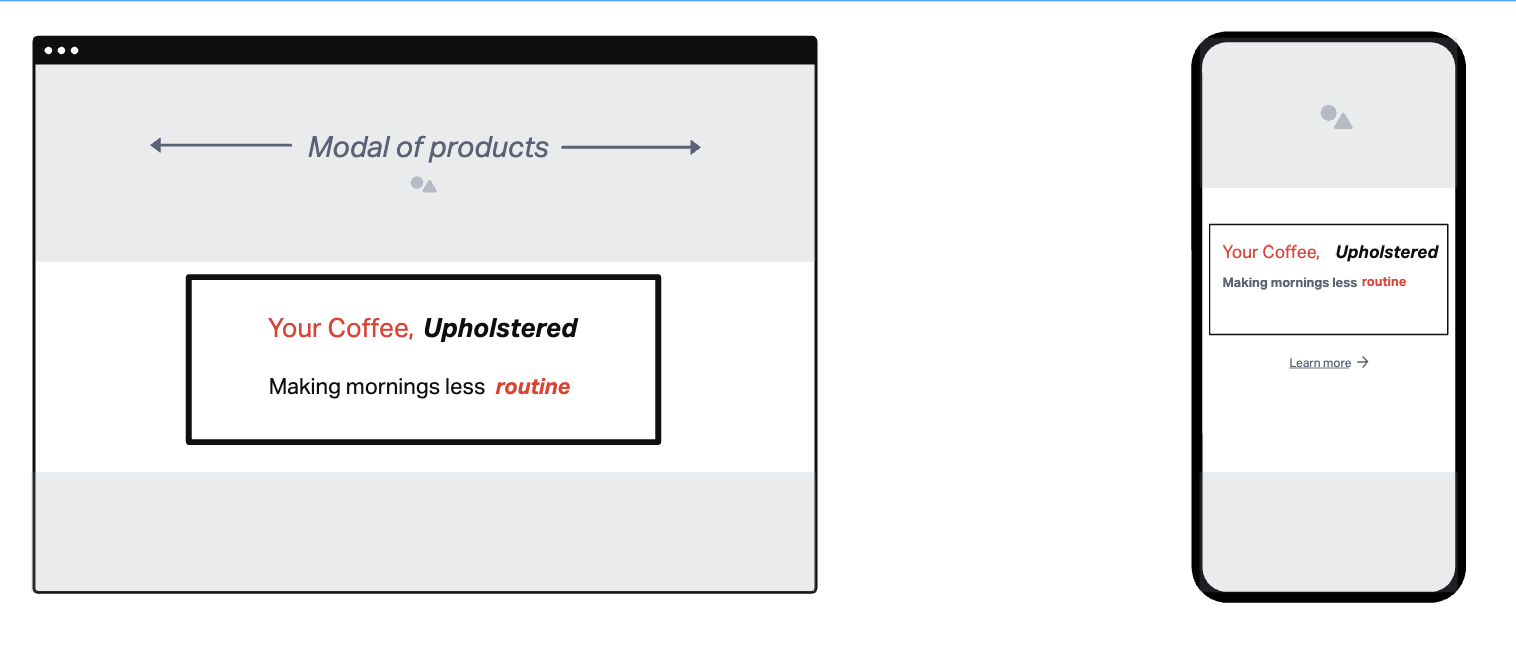 Modal of products
Your Coffee, Upholstered
Making mornings less routine
Your Coffee, Upholstered
Making mornings less routine
Learn more →